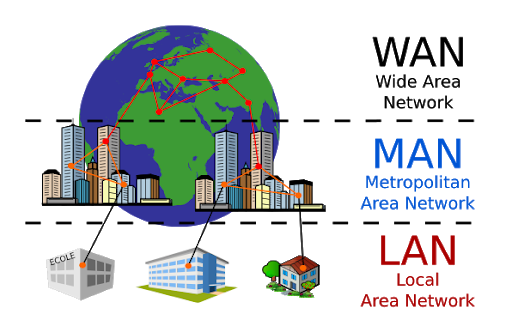 WAN
Wide Area
Network
MAN
Metropolitan
Area Network
ECOLE
LAN
Local
Area Network